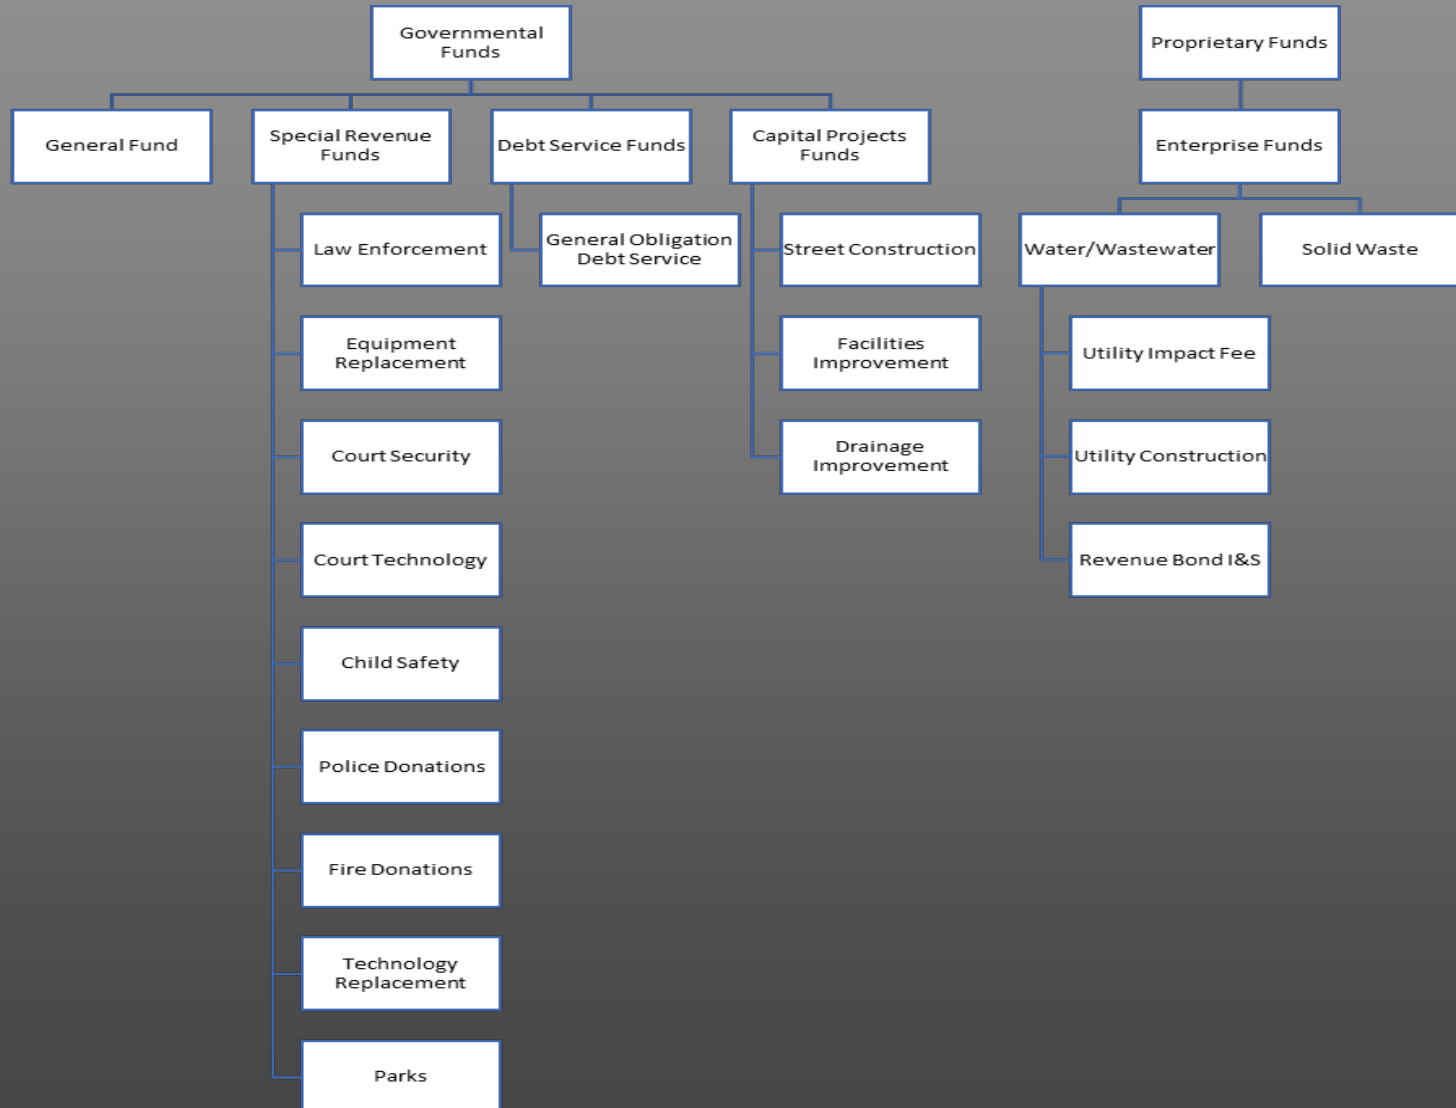 Governmental
Funds
Proprietary Funds
General Fund
Special Revenue
Funds
Debt Service Funds
Capital Projects
Funds
Enterprise Funds
Law Enforcement
General Obligation
Debt Service
Street Construction
Water/Wastewater
Solid Waste
Equipment
Replacement
Facilities
Improvement
Utility Impact Fee
Court Security
Drainage
Improvement
Utility Construction
Court Technology
Revenue Bond I&S
Child Safety
Police Donations
Fire Donations
Technology
Replacement
Parks